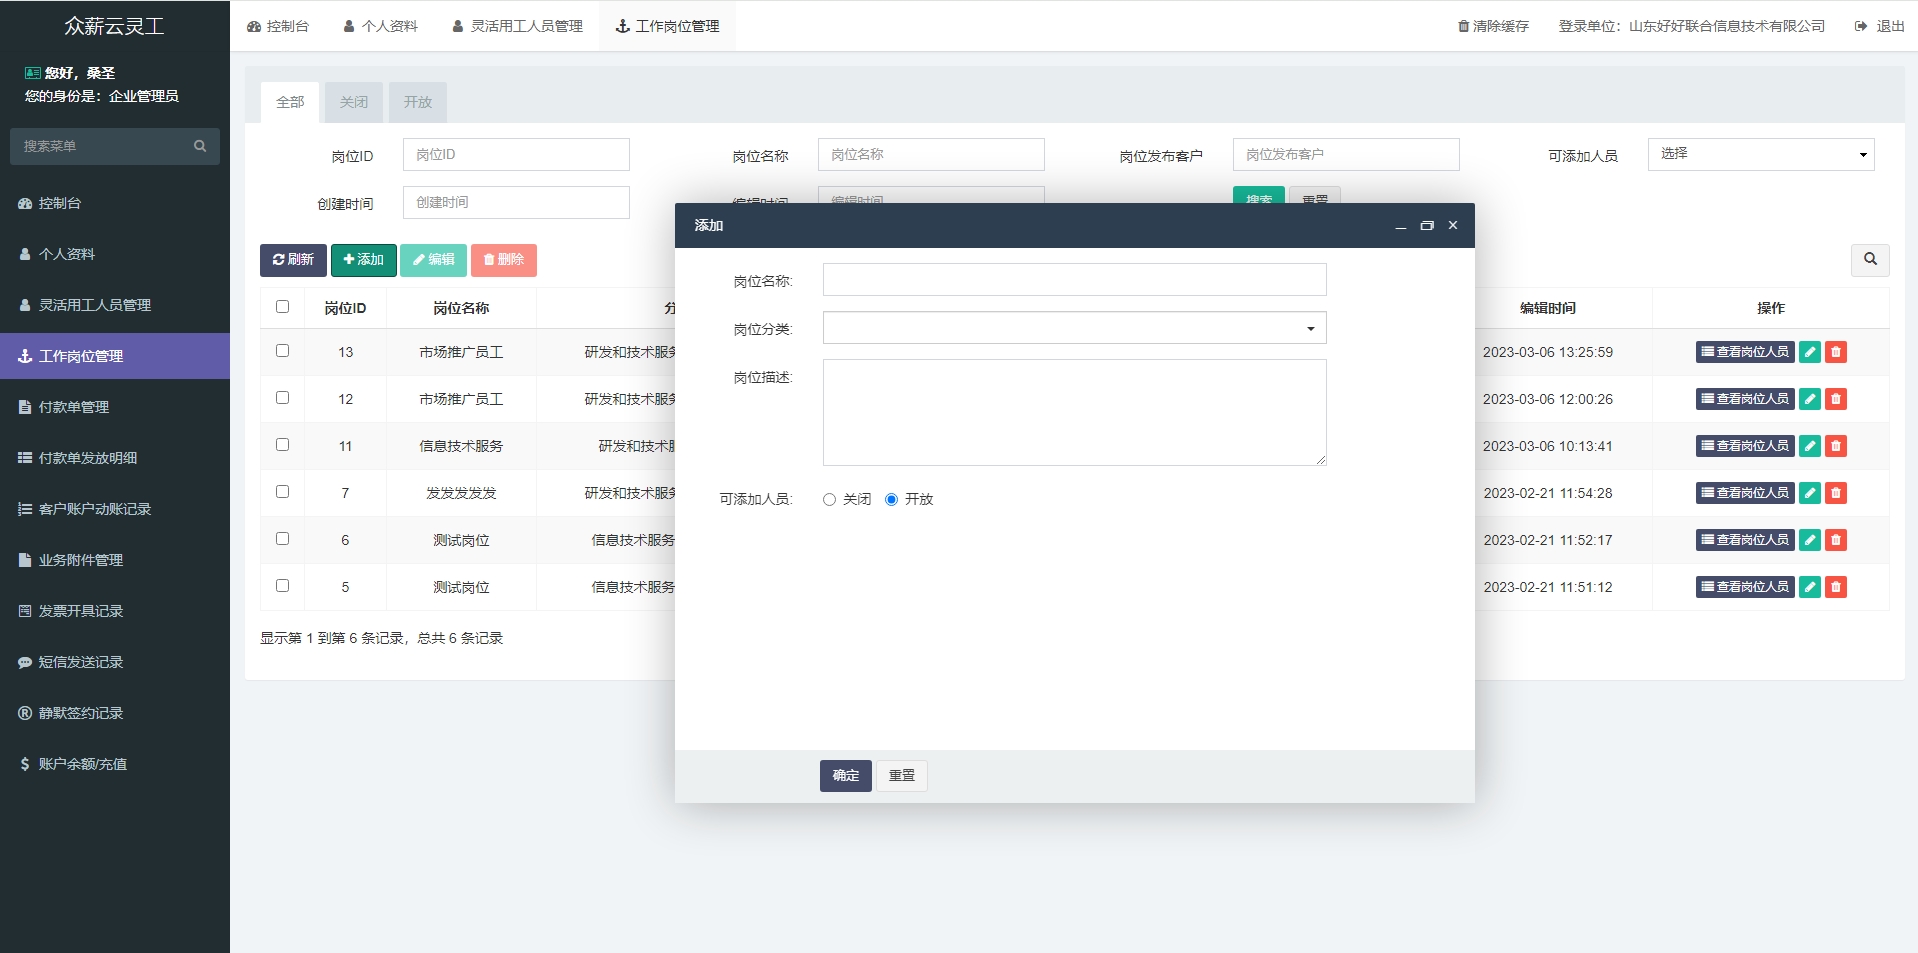 众薪云灵工
您好，桑圣
您的身份是：企业管理员
搜索菜单
控制台
个人资料
灵活用工人员管理
工作岗位管理
付款单管理
付款单发放明细
客户账户动账记录
业务附件管理
发票开具记录
短信发送记录
静默签约记录
账户余额/充值
控制台 个人资料 灵活用工人员管理 工作岗位管理 清除缓存 登录单位：山东好好联合信息技术有限公司 退出
全部 关闭 开放
岗位ID 岗位ID 岗位名称 岗位名称 岗位发布客户 岗位发布客户 可添加人员 选择
创建时间 创建时间 编辑时间 编辑时间 搜索 重置
刷新 添加 编辑 删除
岗位ID 岗位名称 分 编辑时间 操作
13 市场推广员工 研发和技术服务 2023-03-06 13:25:59 查看岗位人员
12 市场推广员工 研发和技术服务 2023-03-06 12:00:26 查看岗位人员
11 信息技术服务 研发和技术服 2023-03-06 10:13:41 查看岗位人员
7 发发发发发 研发和技术服务 2023-02-21 11:54:28 查看岗位人员
6 测试岗位 信息技术服务 2023-02-21 11:52:17 查看岗位人员
5 测试岗位 信息技术服务 2023-02-21 11:51:12 查看岗位人员
显示第 1 到第 6 条记录，总共 6 条记录
添加
岗位名称:
岗位分类:
岗位描述:
可添加人员: 关闭 开放
确定 重置